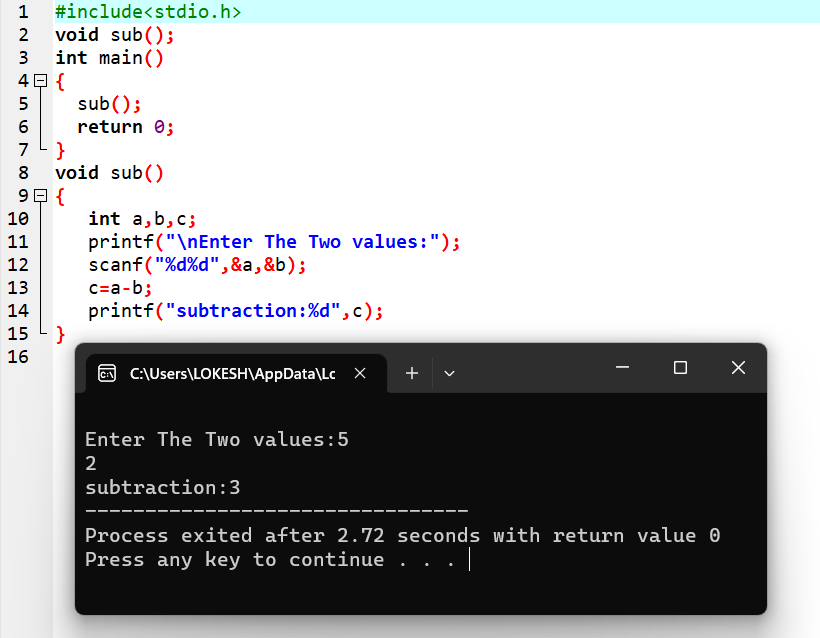 1 #include<stdio.h>
2 void sub();
3 int main()
4 {
5 sub();
6 return 0;
7 }
8 void sub()
9 {
10 int a,b,c;
11 printf("\nEnter The Two values:");
12 scanf("%d%d",&a,&b);
13 c=a-b;
14 printf("subtraction:%d",c);
15 }
16
C:\Users\LOKESH\AppData\Lc
Enter The Two values:5
2
subtraction:3
--------------------------------
Process exited after 2.72 seconds with return value 0
Press any key to continue . . .